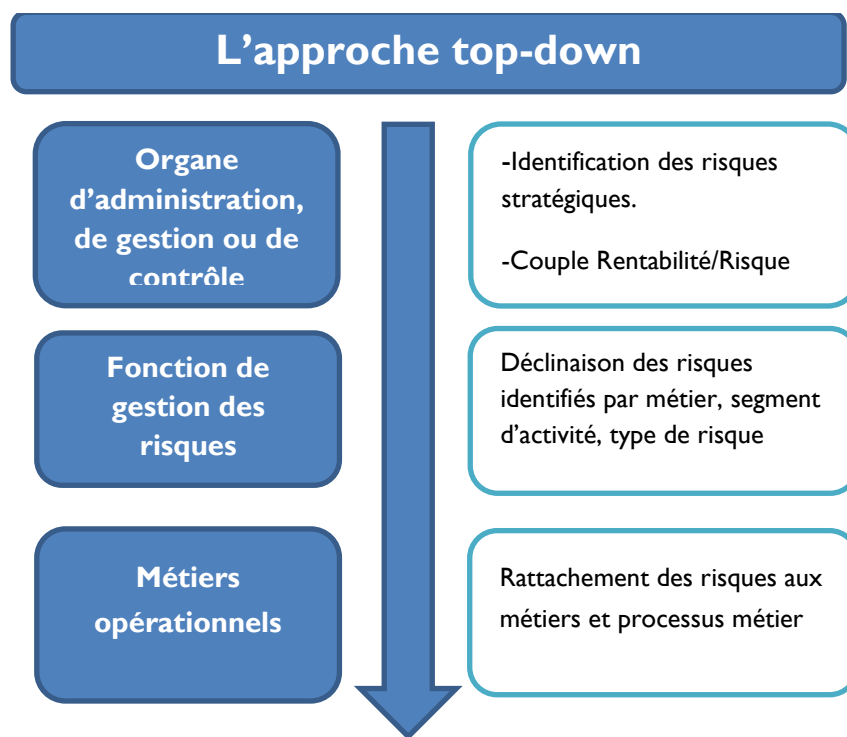 L’approche top-down
Organe
d’administration,
de gestion ou de
contrôle
-Identification des risques
stratégiques.
-Couple Rentabilité/Risque
Fonction de
gestion des
risques
Déclinaison des risques
identifiés par métier, segment
d’activité, type de risque
Métiers
opérationnels
Rattachement des risques aux
métiers et processus métier